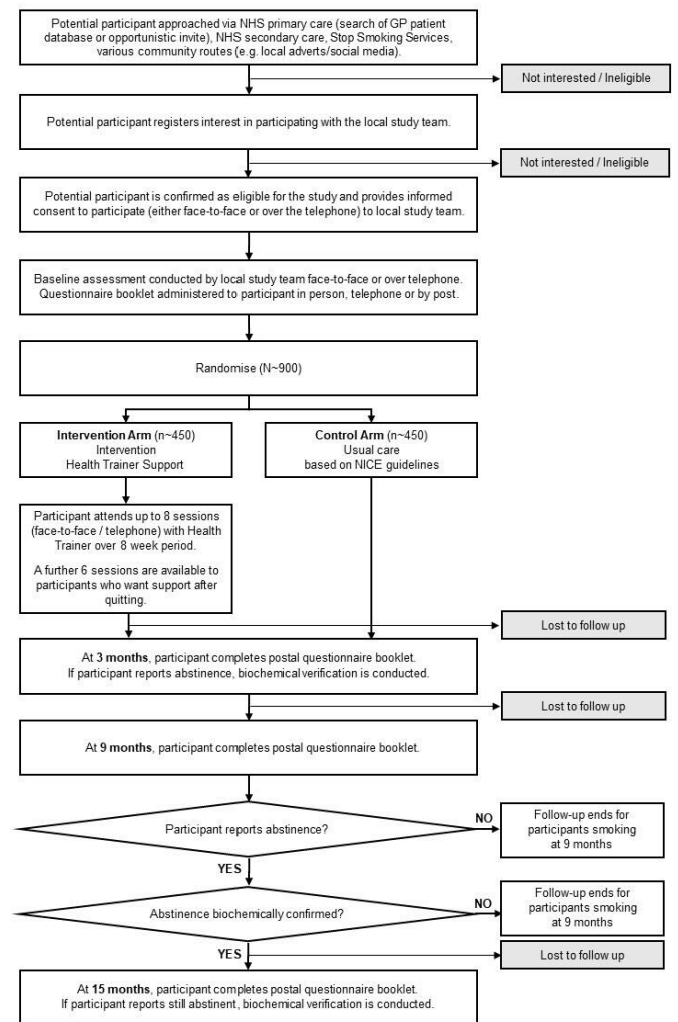 Potential participant approached via NHS primary care (search of GP patient
database or opportunistic invite), NHS secondary care, Stop Smoking Services,
various community routes (e.g. local adverts/social media).
Not interested / Ineligible
Potential participant registers interest in participating with the local study team.
Not interested / Ineligible
Potential participant is confirmed as eligible for the study and provides informed
consent to participate (either face-to-face or over the telephone) to local study team.
Baseline assessment conducted by local study team face-to-face or over telephone.
Questionnaire booklet administered to participant in person, telephone or by post.
Randomise (N~900)
Intervention Arm (n~450)
Intervention
Health Trainer Support
Control Arm (n~450)
Usual care
based on NICE guidelines
Participant attends up to 8 sessions
(face-to-face / telephone) with Health
Trainer over 8 week period.
A further 6 sessions are available to
participants who want support after
quitting.
Lost to follow up
At 3 months, participant completes postal questionnaire booklet.
If participant reports abstinence, biochemical verification is conducted.
Lost to follow up
At 9 months, participant completes postal questionnaire booklet.
Participant reports abstinence?
NO
Follow-up ends for
participants smoking
at 9 months
YES
Abstinence biochemically confirmed?
NO
Follow-up ends for
participants smoking
at 9 months
YES
Lost to follow up
At 15 months, participant completes postal questionnaire booklet.
If participant reports still abstinent, biochemical verification is conducted.